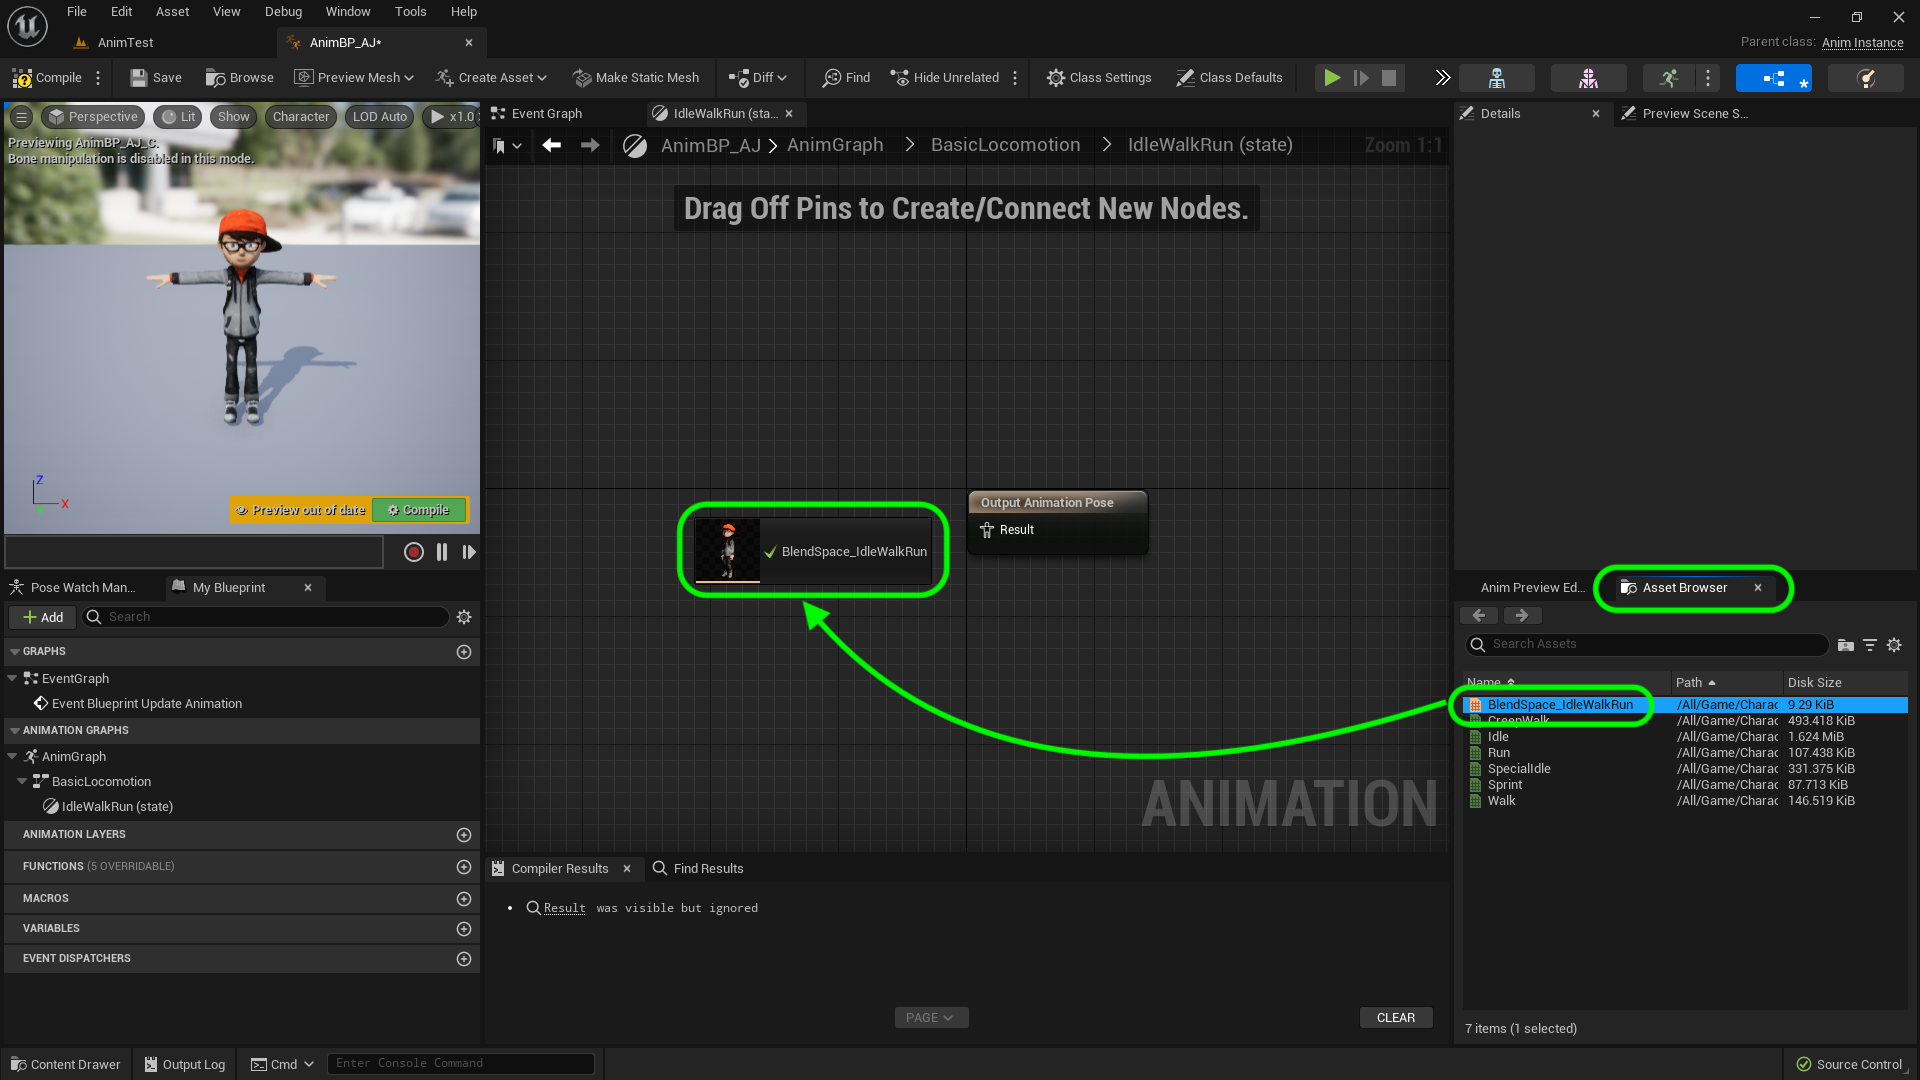 File Edit Asset View Debug Window Tools Help
AnimTest
AnimBP_AJ*
Parent class: Anim Instance
Compile Save Browse Preview Mesh Create Asset Make Static Mesh Diff Find Hide Unrelated Class Settings Class Defaults
Perspective Lit Show Character LOD Auto x1.0
Previewing AnimBP_AJ_C.
Bone manipulation is disabled in this mode.
Z
X
Y
Preview out of date Compile
Pose Watch Man...
My Blueprint
Add Search
GRAPHS
EventGraph
Event Blueprint Update Animation
ANIMATION GRAPHS
AnimGraph
BasicLocomotion
IdleWalkRun (state)
ANIMATION LAYERS
FUNCTIONS (5 OVERRIDABLE)
MACROS
VARIABLES
EVENT DISPATCHERS
Event Graph
IdleWalkRun (sta...
AnimBP_AJ > AnimGraph > BasicLocomotion > IdleWalkRun (state)
Zoom 1:1
Drag Off Pins to Create/Connect New Nodes.
BlendSpace_IdleWalkRun
Output Animation Pose
Result
ANIMATION
Compiler Results
Find Results
• Result was visible but ignored
PAGE
CLEAR
Details
Preview Scene S...
Anim Preview Ed...
Asset Browser
Search Assets
Name Path Disk Size
BlendSpace_IdleWalkRun /All/Game/Charac 9.29 KiB
CreepWalk /All/Game/Charac 493.418 KiB
Idle /All/Game/Charac 1.624 MiB
Run /All/Game/Charac 107.438 KiB
SpecialIdle /All/Game/Charac 331.375 KiB
Sprint /All/Game/Charac 87.713 KiB
Walk /All/Game/Charac 146.519 KiB
7 items (1 selected)
Content Drawer Output Log Cmd Enter Console Command
Source Control